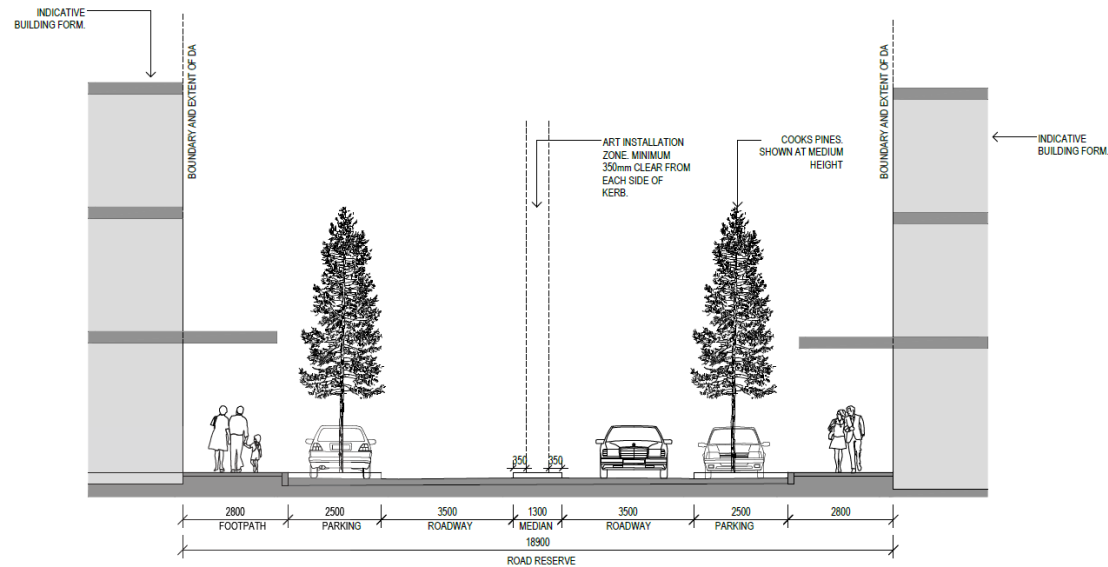 INDICATIVE
BUILDING FORM.
BOUNDARY AND EXTENT OF DA
ART INSTALLATION
ZONE. MINIMUM
350mm CLEAR FROM
EACH SIDE OF
KERB.
COOKS PINES.
SHOWN AT MEDIUM
HEIGHT
BOUNDARY AND EXTENT OF DA
INDICATIVE
BUILDING FORM.
350 350
2800 2500 3500 1300 3500 2500 2800
FOOTPATH PARKING ROADWAY MEDIAN ROADWAY PARKING
18900
ROAD RESERVE